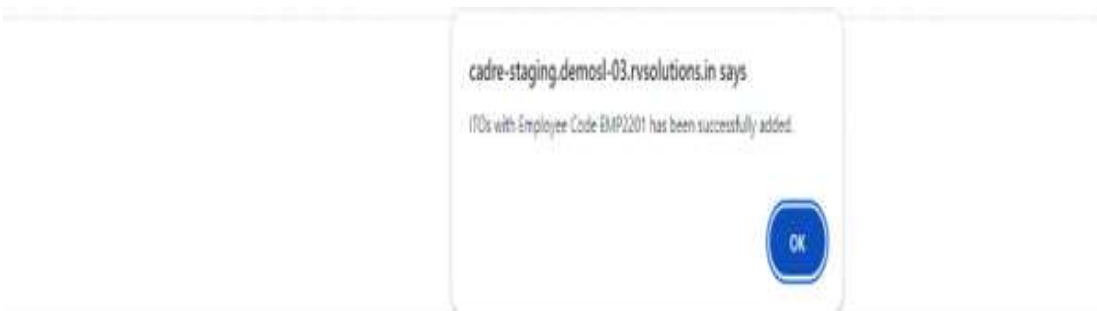 cadre-staging.demosl-03.rvsolutions.in says
ITOs with Employee Code EMP2201 has been successfully added.
OK